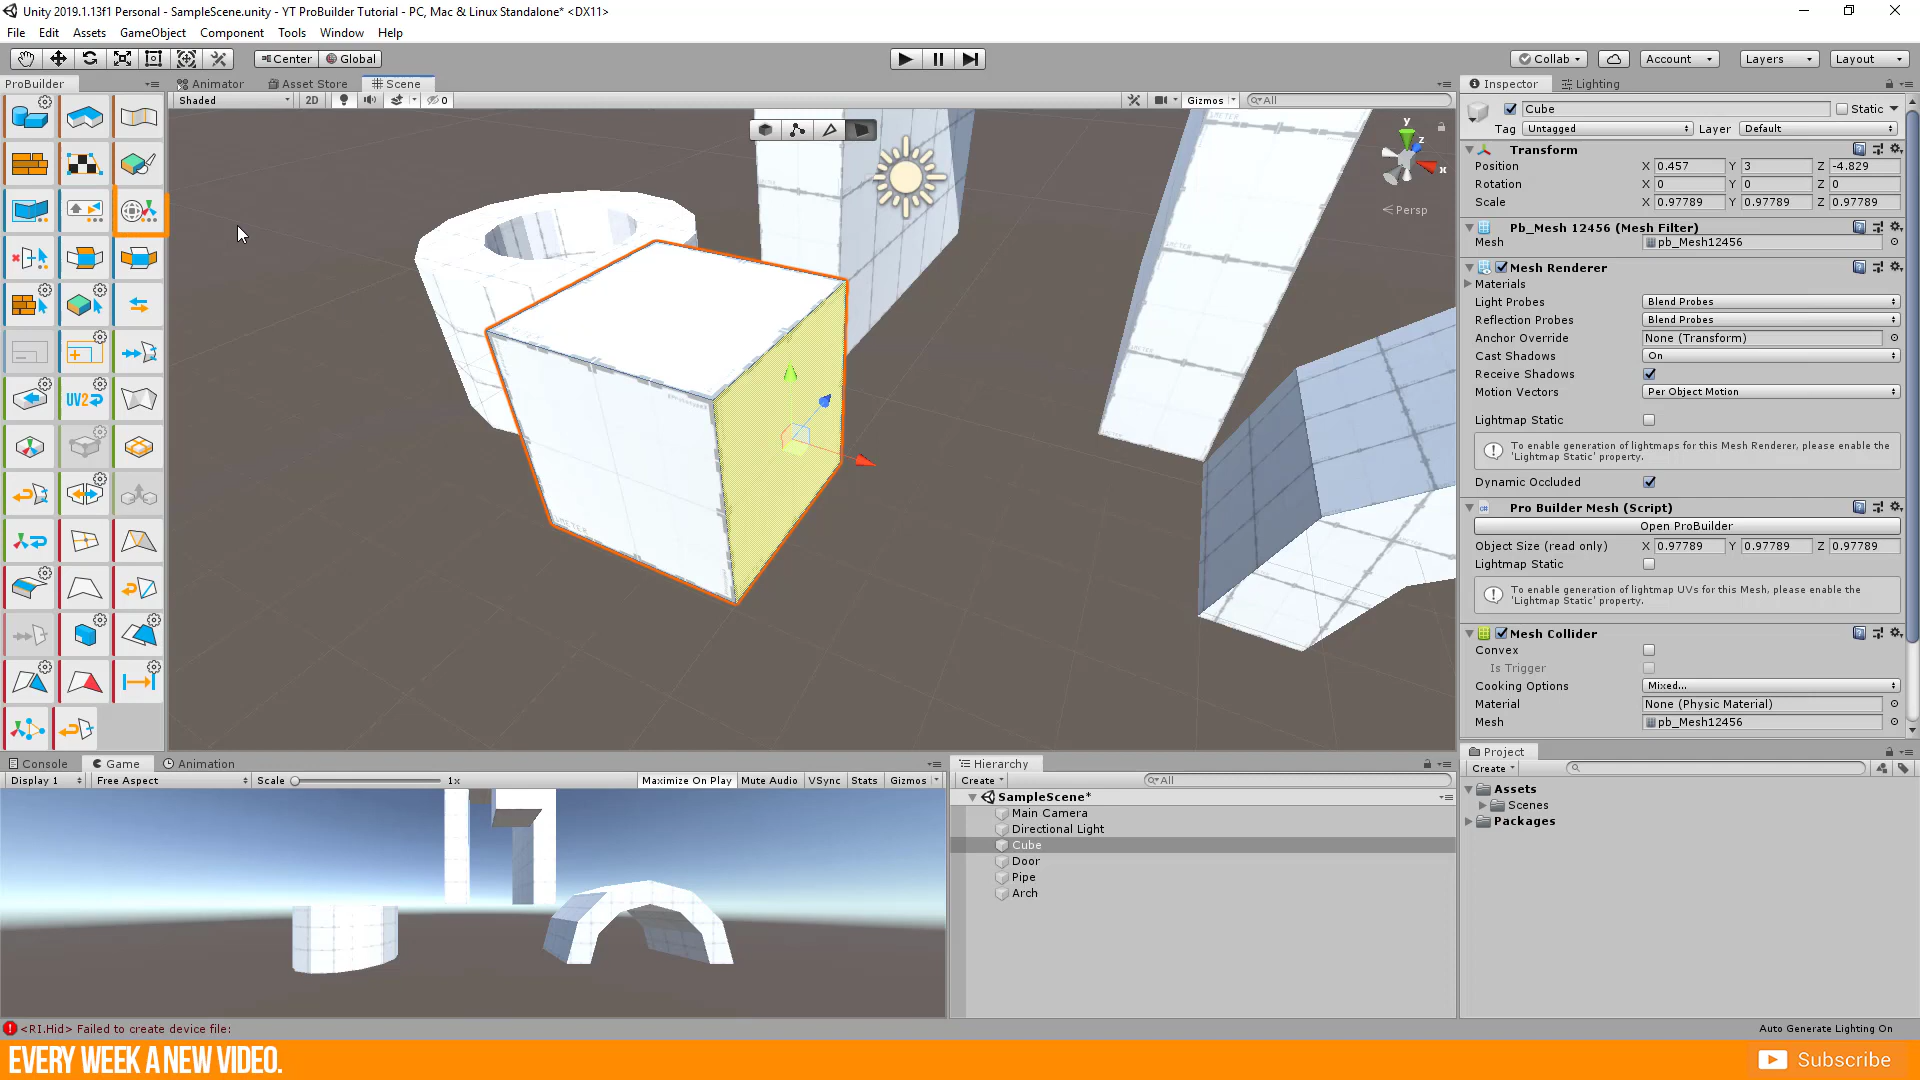 Unity 2019.1.13f1 Personal - SampleScene.unity - YT ProBuilder Tutorial - PC, Mac & Linux Standalone* <DX11>
File Edit Assets GameObject Component Tools Window Help
Center Global Collab Account Layers Layout
ProBuilder Animator Asset Store Scene Inspector Lighting
Shaded 2D 0 Gizmos All
Cube Static
Tag Untagged Layer Default
Transform
Position X 0.457 Y 3 Z -4.829
Rotation X 0 Y 0 Z 0
Scale X 0.97789 Y 0.97789 Z 0.97789
y
z
x
Persp
Pb_Mesh 12456 (Mesh Filter)
Mesh pb_Mesh12456
Mesh Renderer
Materials
Light Probes Blend Probes
Reflection Probes Blend Probes
Anchor Override None (Transform)
Cast Shadows On
Receive Shadows
Motion Vectors Per Object Motion
Lightmap Static
To enable generation of lightmaps for this Mesh Renderer, please enable the
'Lightmap Static' property.
Dynamic Occluded
Pro Builder Mesh (Script)
Open ProBuilder
Object Size (read only) X 0.97789 Y 0.97789 Z 0.97789
Lightmap Static
To enable generation of lightmap UVs for this Mesh, please enable the
'Lightmap Static' property.
Mesh Collider
Convex
Is Trigger
Cooking Options Mixed...
Material None (Physic Material)
Mesh pb_Mesh12456
UV2
Console Game Animation
Display 1 Free Aspect Scale 1x Maximize On Play Mute Audio VSync Stats Gizmos
Hierarchy
Create All
SampleScene*
Main Camera
Directional Light
Cube
Door
Pipe
Arch
Project
Create
Assets
Scenes
Packages
<RI.Hid> Failed to create device file:
Auto Generate Lighting On
EVERY WEEK A NEW VIDEO.
Subscribe